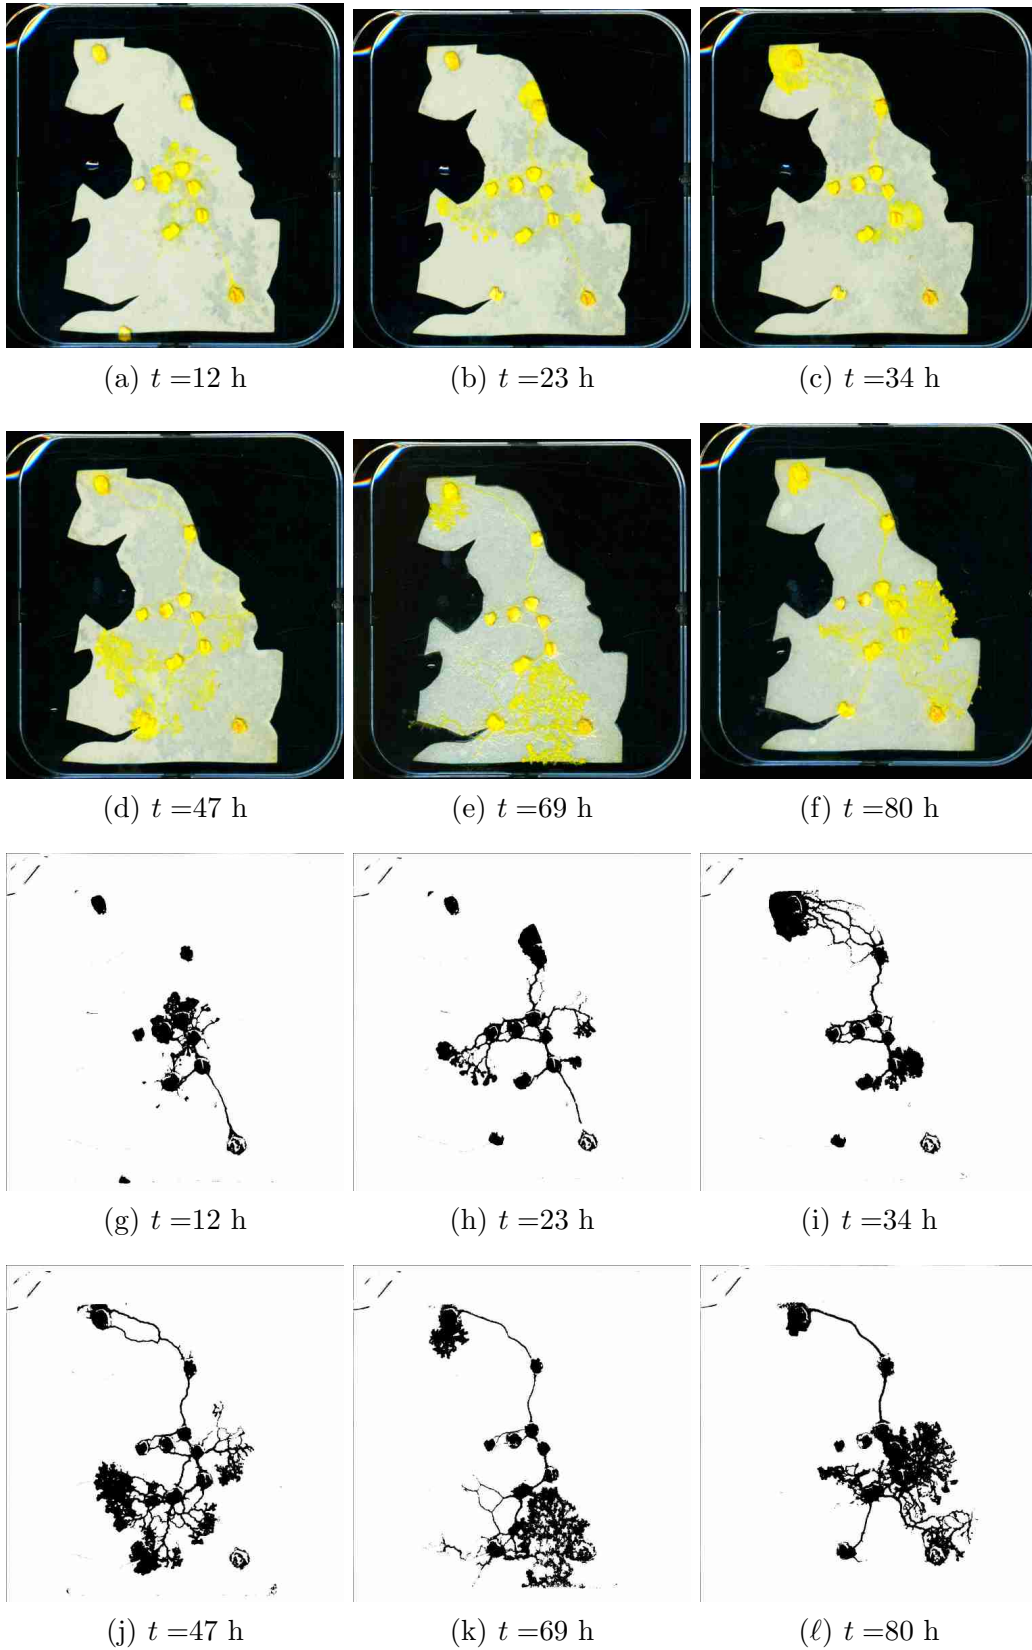 (a) t =12 h
(b) t =23 h
(c) t =34 h
(d) t =47 h
(e) t =69 h
(f) t =80 h
(g) t =12 h
(h) t =23 h
(i) t =34 h
(j) t =47 h
(k) t =69 h
(ℓ) t =80 h